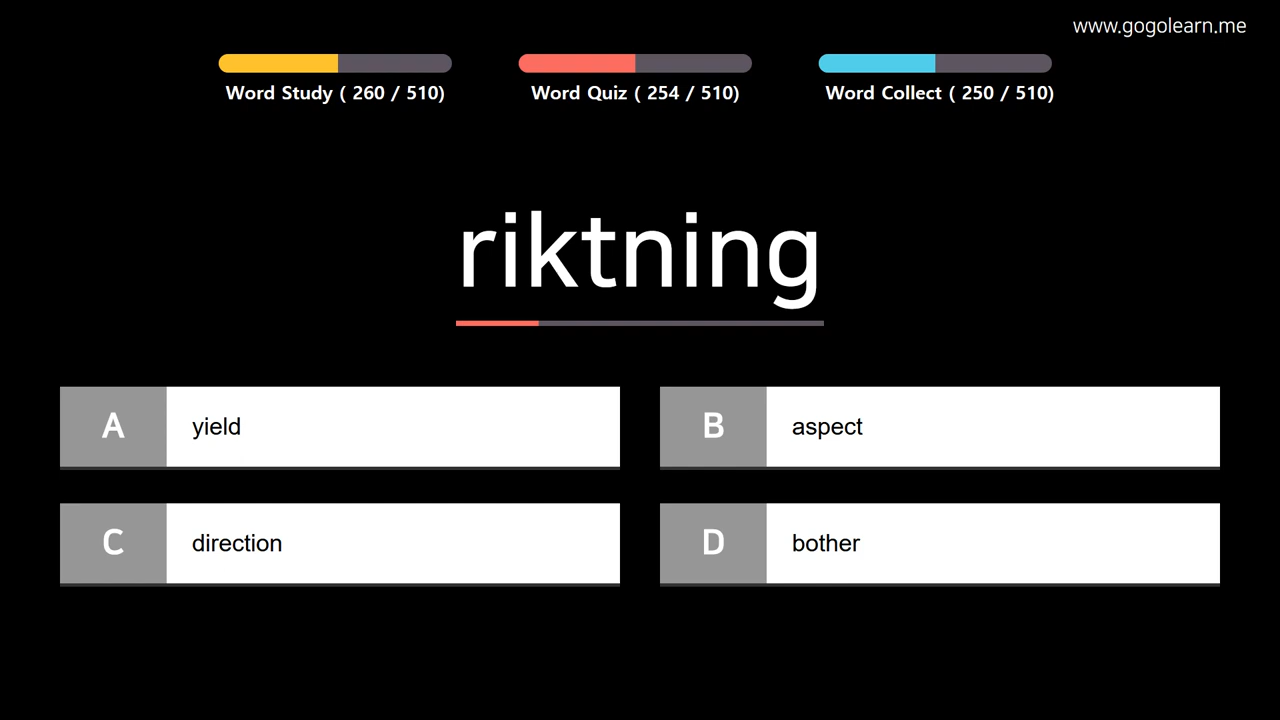 www.gogolearn.me
Word Study ( 260 / 510)
Word Quiz ( 254 / 510)
Word Collect ( 250 / 510)
riktning
A yield
B aspect
C direction
D bother